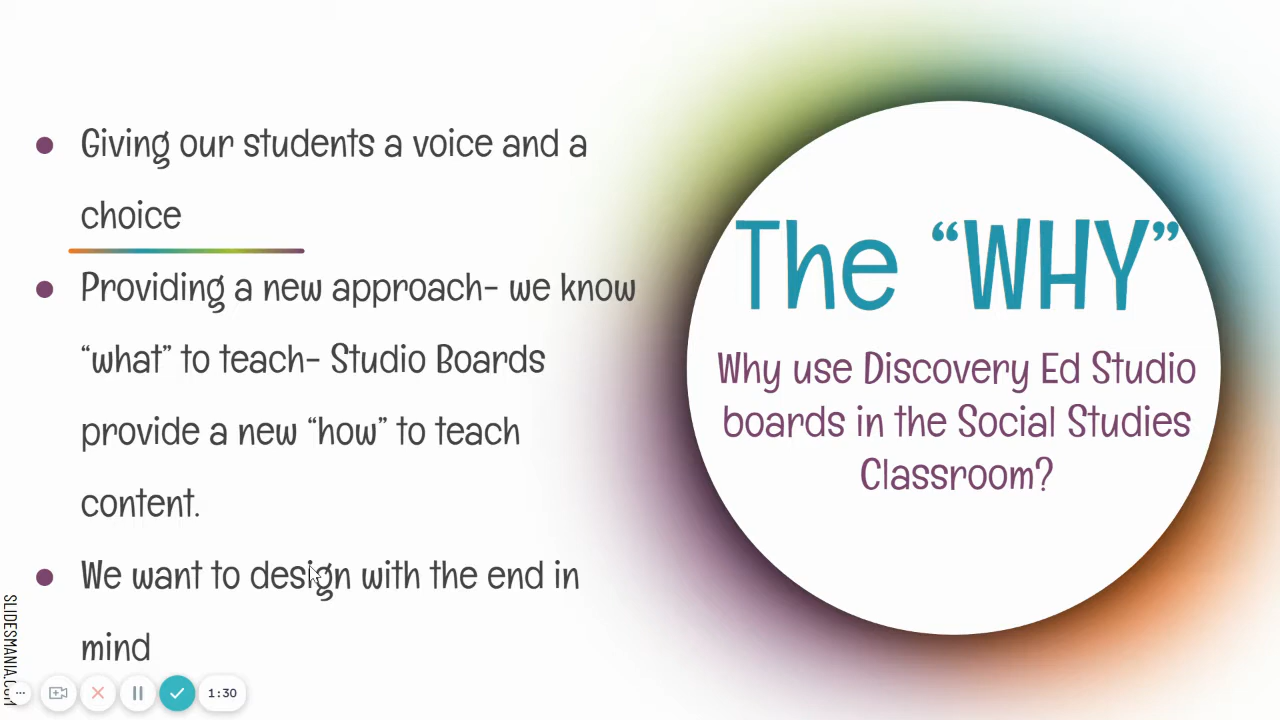 Giving our students a voice and a
choice
Providing a new approach- we know
“what” to teach- Studio Boards
provide a new “how” to teach
content.
We want to design with the end in
mind
The “WHY”
Why use Discovery Ed Studio
boards in the Social Studies
Classroom?
SLIDESMANIA.COM
1:30